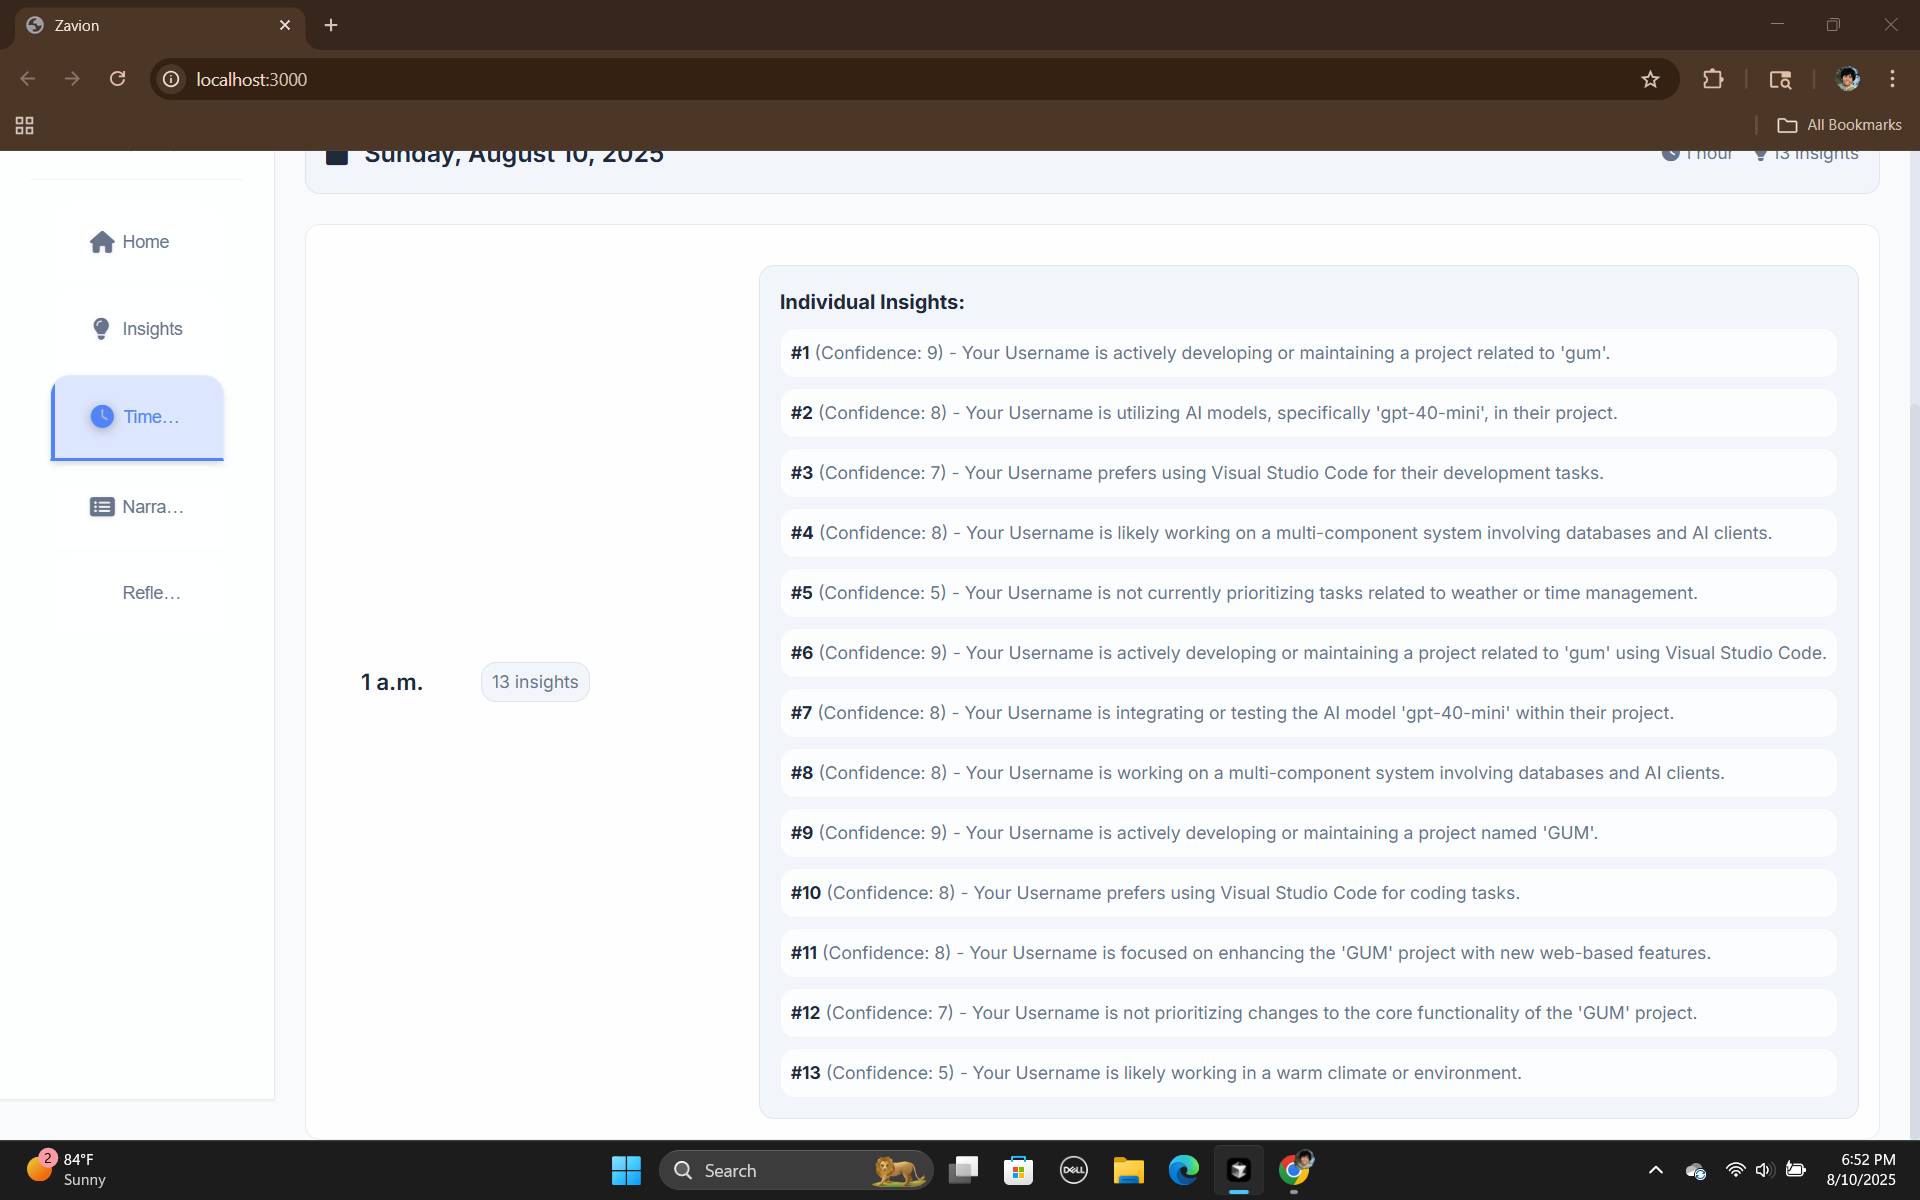 Zavion
localhost:3000
All Bookmarks
Sunday, August 10, 2025
1 hour
13 insights
Home
Insights
Time...
Narra...
Refle...
1 a.m.
13 insights
Individual Insights:
#1 (Confidence: 9) - Your Username is actively developing or maintaining a project related to 'gum'.
#2 (Confidence: 8) - Your Username is utilizing AI models, specifically 'gpt-40-mini', in their project.
#3 (Confidence: 7) - Your Username prefers using Visual Studio Code for their development tasks.
#4 (Confidence: 8) - Your Username is likely working on a multi-component system involving databases and AI clients.
#5 (Confidence: 5) - Your Username is not currently prioritizing tasks related to weather or time management.
#6 (Confidence: 9) - Your Username is actively developing or maintaining a project related to 'gum' using Visual Studio Code.
#7 (Confidence: 8) - Your Username is integrating or testing the AI model 'gpt-40-mini' within their project.
#8 (Confidence: 8) - Your Username is working on a multi-component system involving databases and AI clients.
#9 (Confidence: 9) - Your Username is actively developing or maintaining a project named 'GUM'.
#10 (Confidence: 8) - Your Username prefers using Visual Studio Code for coding tasks.
#11 (Confidence: 8) - Your Username is focused on enhancing the 'GUM' project with new web-based features.
#12 (Confidence: 7) - Your Username is not prioritizing changes to the core functionality of the 'GUM' project.
#13 (Confidence: 5) - Your Username is likely working in a warm climate or environment.
2
84°F
Sunny
Search
DELL
6:52 PM
8/10/2025